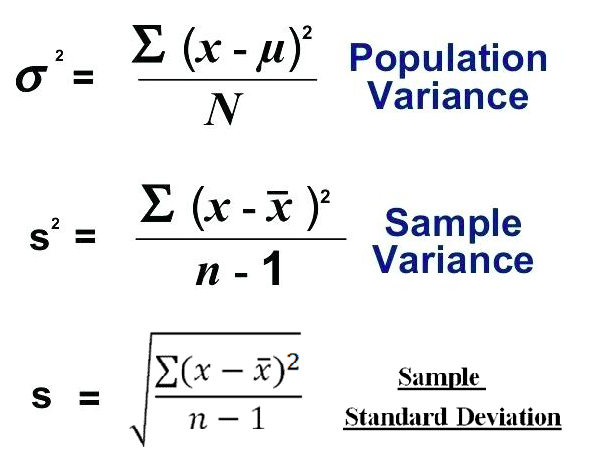 σ² = Σ (x - μ)² / N Population Variance
s² = Σ (x - x̄ )² / n - 1 Sample Variance
s = √(Σ(x − x̄)² / n − 1) Sample Standard Deviation